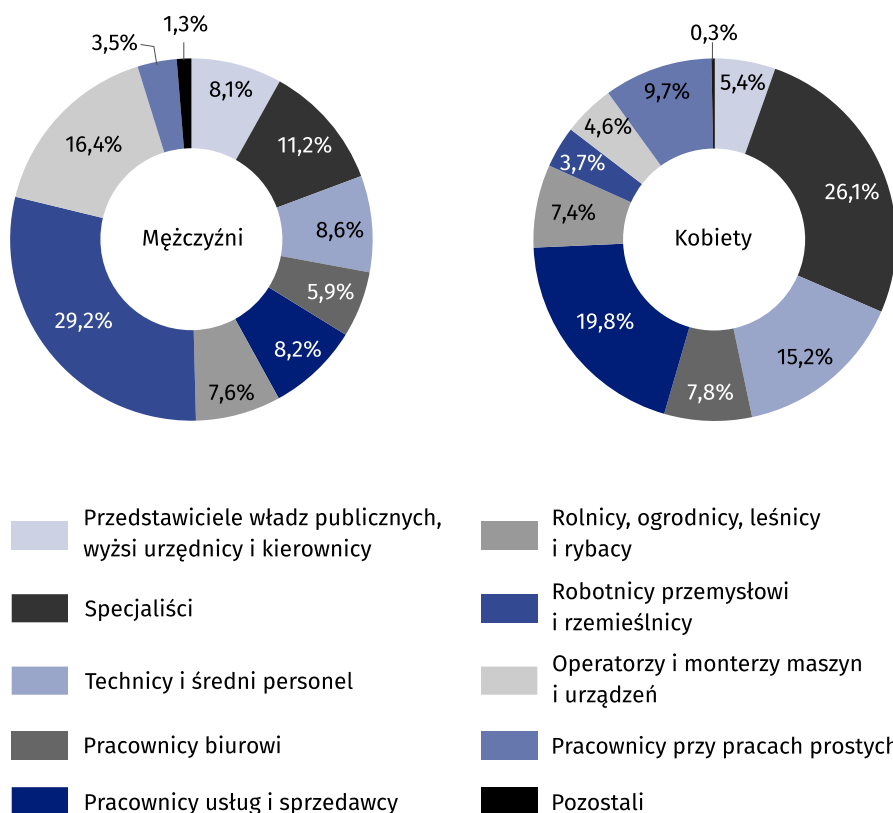 1,3%
3,5%
8,1%
16,4%
11,2%
8,6%
Mężczyźni
5,9%
29,2%
8,2%
7,6%
0,3%
5,4%
9,7%
4,6%
3,7%
26,1%
7,4%
Kobiety
19,8%
15,2%
7,8%
Przedstawiciele władz publicznych,
wyżsi urzędnicy i kierownicy
Specjaliści
Technicy i średni personel
Pracownicy biurowi
Pracownicy usług i sprzedawcy
Rolnicy, ogrodnicy, leśnicy
i rybacy
Robotnicy przemysłowi
i rzemieślnicy
Operatorzy i monterzy maszyn
i urządzeń
Pracownicy przy pracach prostych
Pozostali